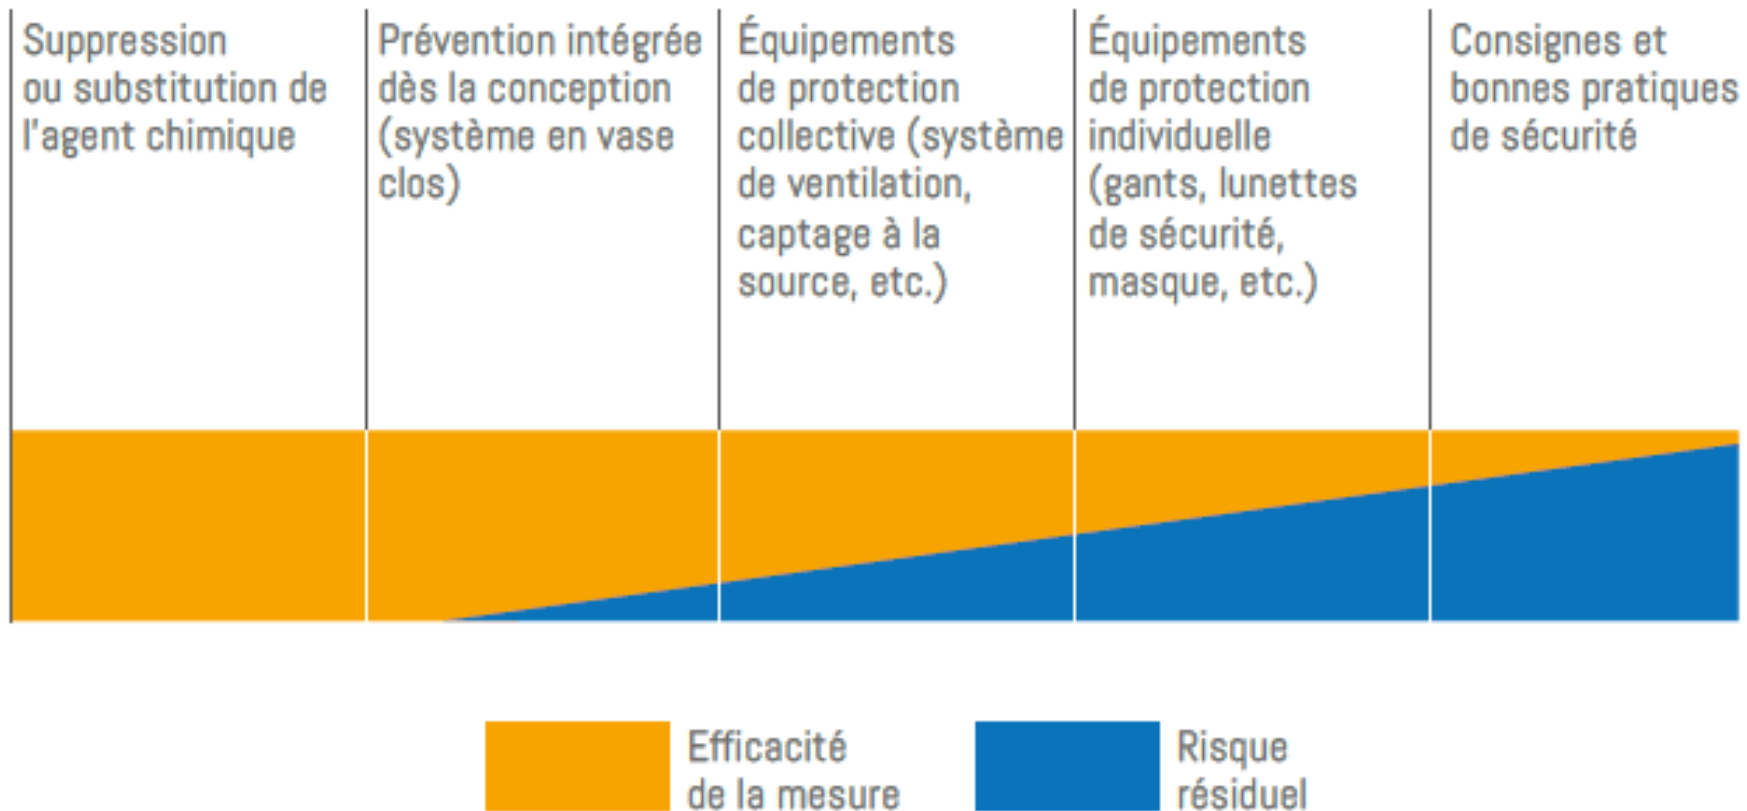 Suppression
ou substitution de
l'agent chimique
Prévention intégrée
dès la conception
(système en vase
clos)
Équipements
de protection
collective (système
de ventilation,
captage à la
source, etc.)
Équipements
de protection
individuelle
(gants, lunettes
de sécurité,
masque, etc.)
Consignes et
bonnes pratiques
de sécurité
Efficacité
de la mesure
Risque
résiduel